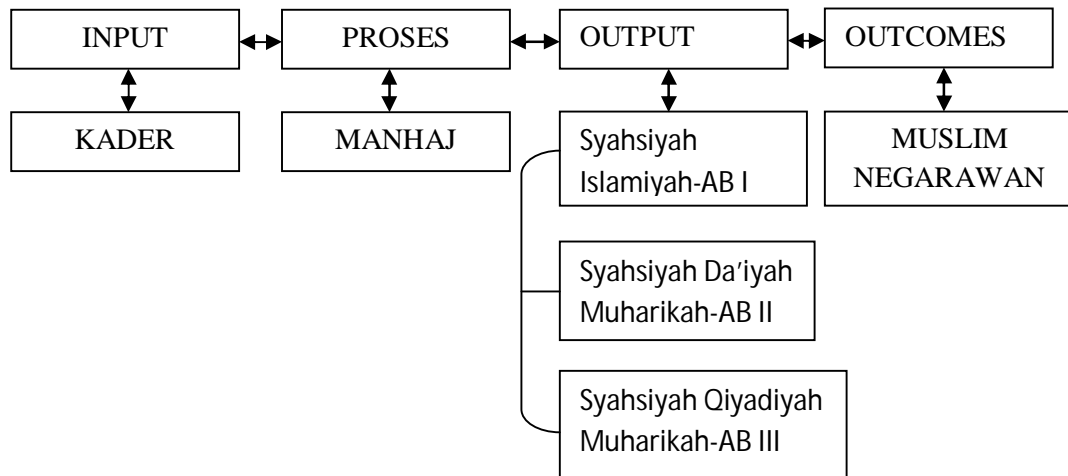 INPUT
PROSES
OUTPUT
OUTCOMES
KADER
MANHAJ
Syahsiyah
Islamiyah-AB I
MUSLIM
NEGARAWAN
Syahsiyah Da'iyah
Muharikah-AB II
Syahsiyah Qiyadiyah
Muharikah-AB III